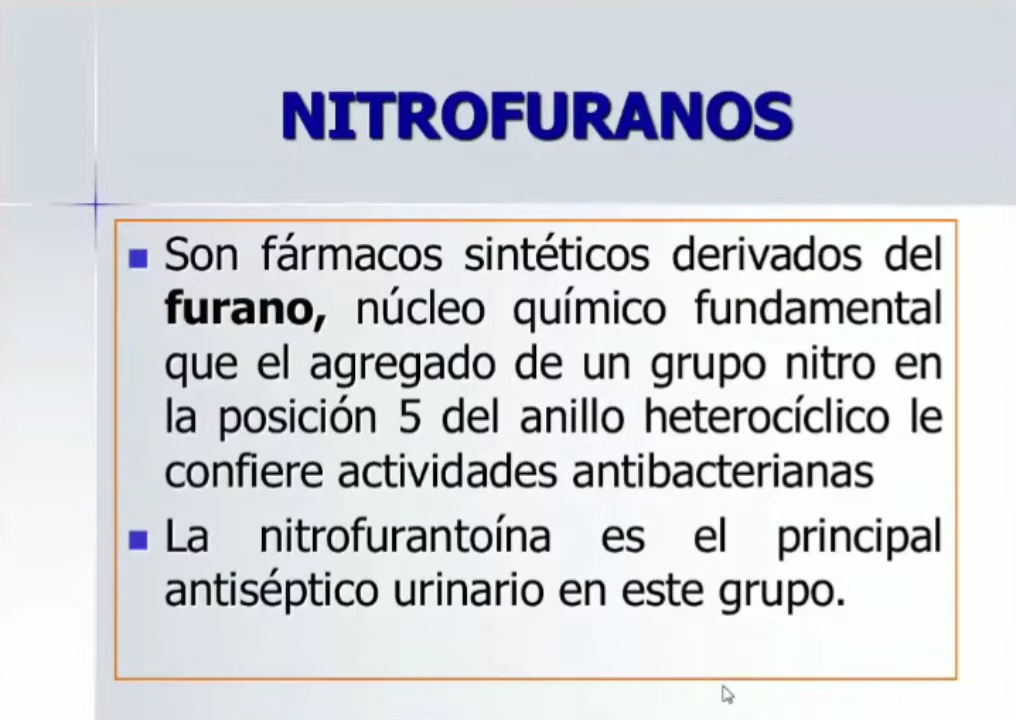 NITROFURANOS
Son fármacos sintéticos derivados del
furano, núcleo químico fundamental
que el agregado de un grupo nitro en
la posición 5 del anillo heterocíclico le
confiere actividades antibacterianas
La nitrofurantoína es el principal
antiséptico urinario en este grupo.